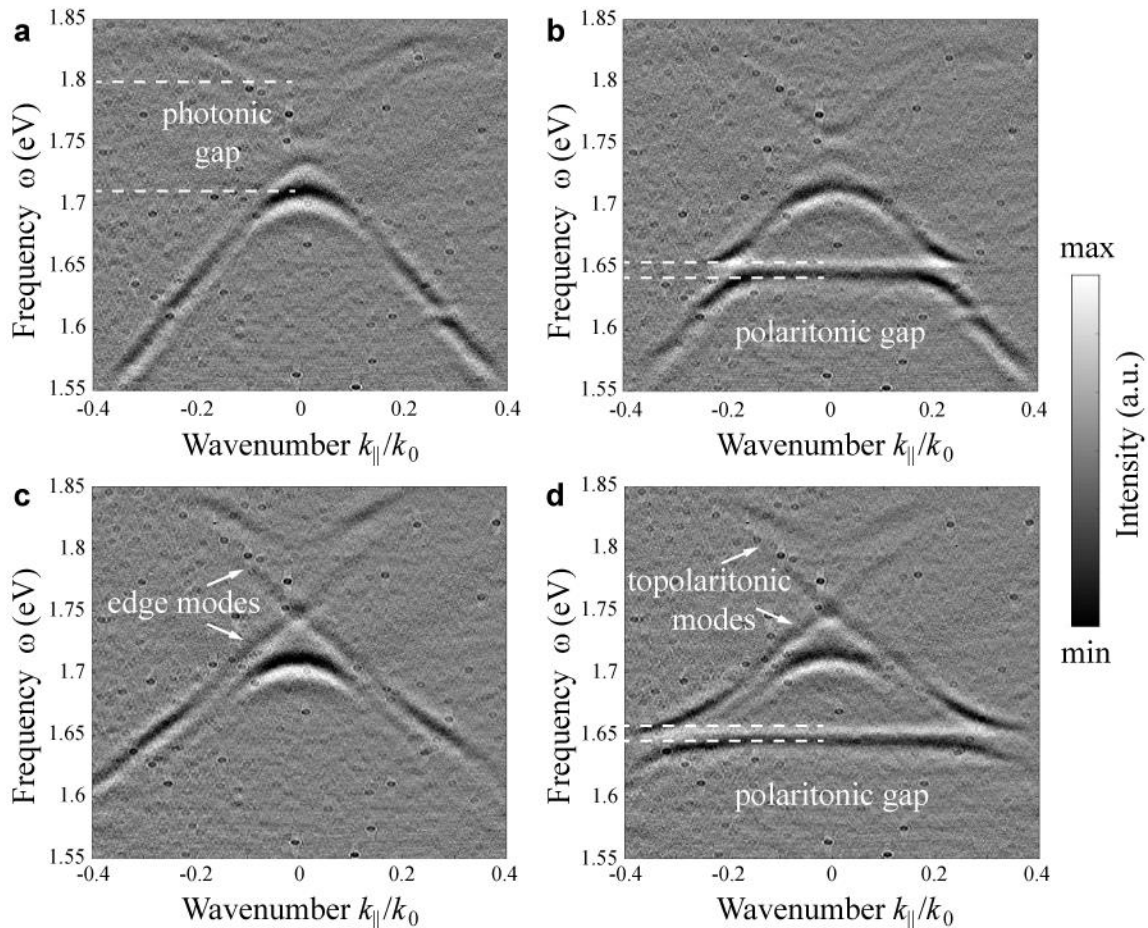 a
1.85
1.8
1.75
1.7
1.65
1.6
1.55
Frequency ω (eV)
photonic
gap
-0.4 -0.2 0 0.2 0.4
Wavenumber k||/k0
b
1.85
1.8
1.75
1.7
1.65
1.6
1.55
Frequency ω (eV)
polaritonic gap
-0.4 -0.2 0 0.2 0.4
Wavenumber k||/k0
c
1.85
1.8
1.75
1.7
1.65
1.6
1.55
Frequency ω (eV)
edge modes
-0.4 -0.2 0 0.2 0.4
Wavenumber k||/k0
d
1.85
1.8
1.75
1.7
1.65
1.6
1.55
Frequency ω (eV)
topolaritonic
modes
polaritonic gap
-0.4 -0.2 0 0.2 0.4
Wavenumber k||/k0
max
Intensity (a.u.)
min